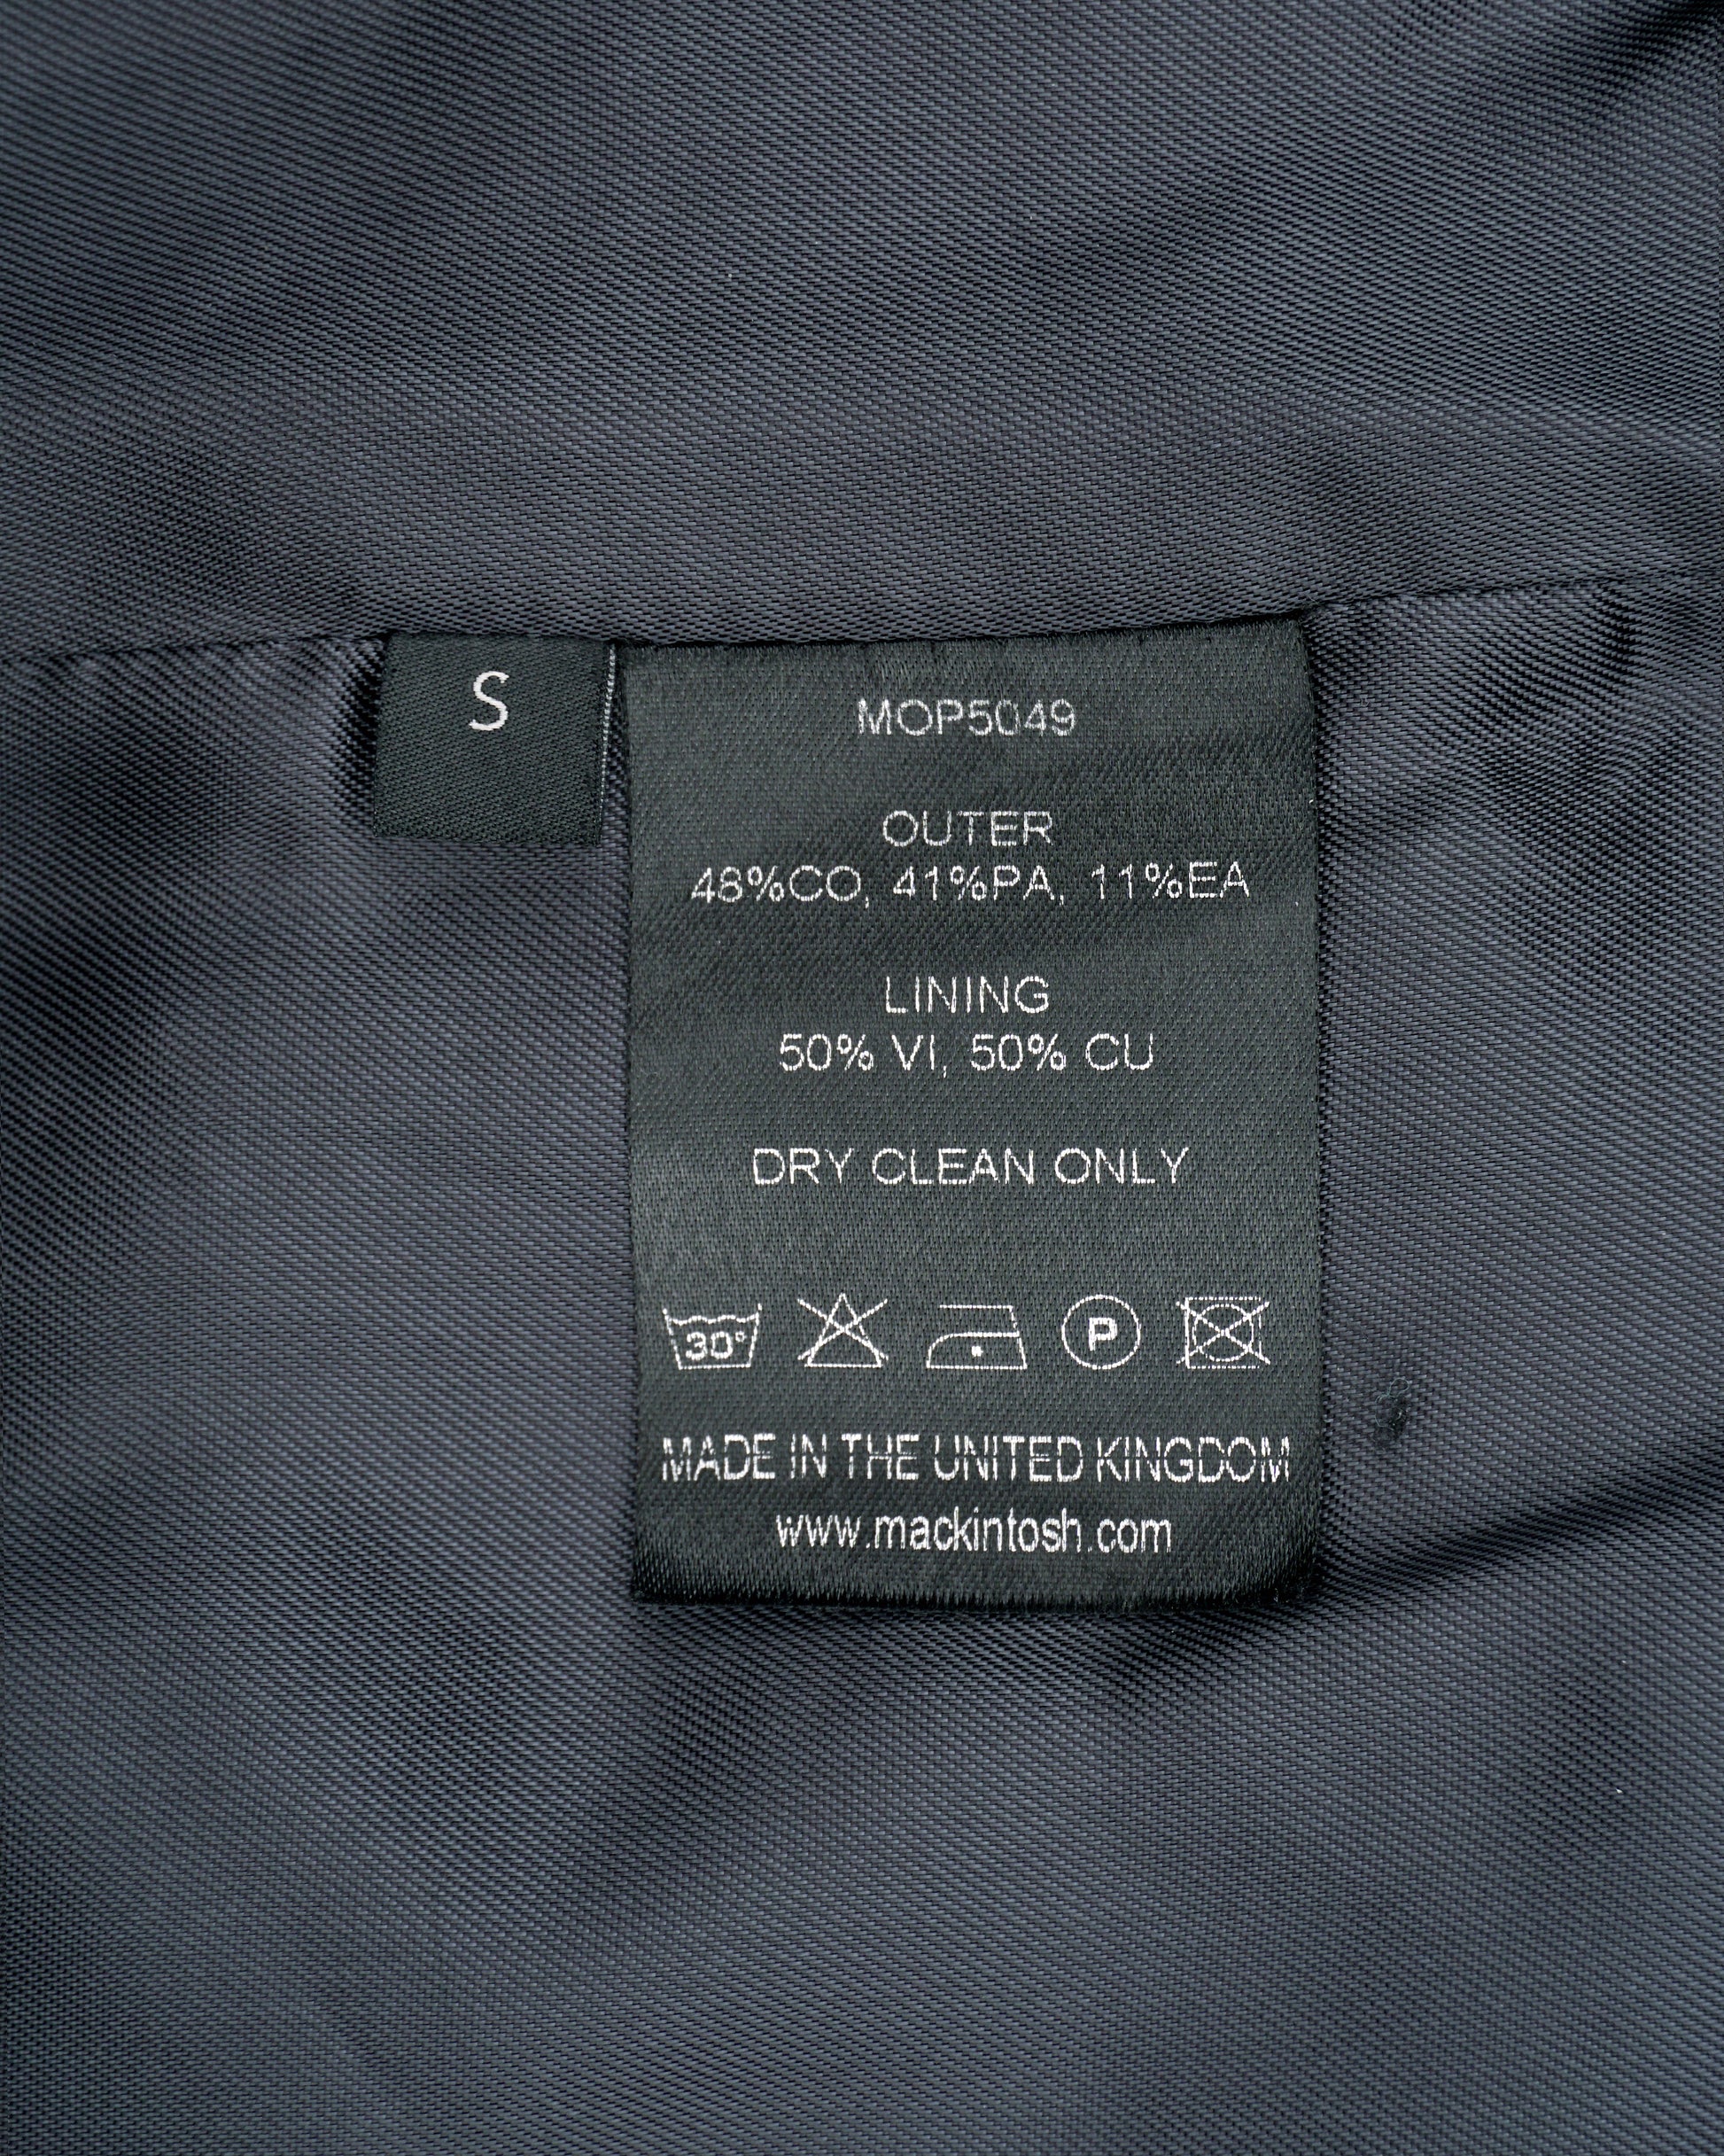 S
MOP5049
OUTER
48%CO, 41%PA, 11%EA
LINING
50% VI, 50% CU
DRY CLEAN ONLY
30°
P
MADE IN THE UNITED KINGDOM
www.mackintosh.com